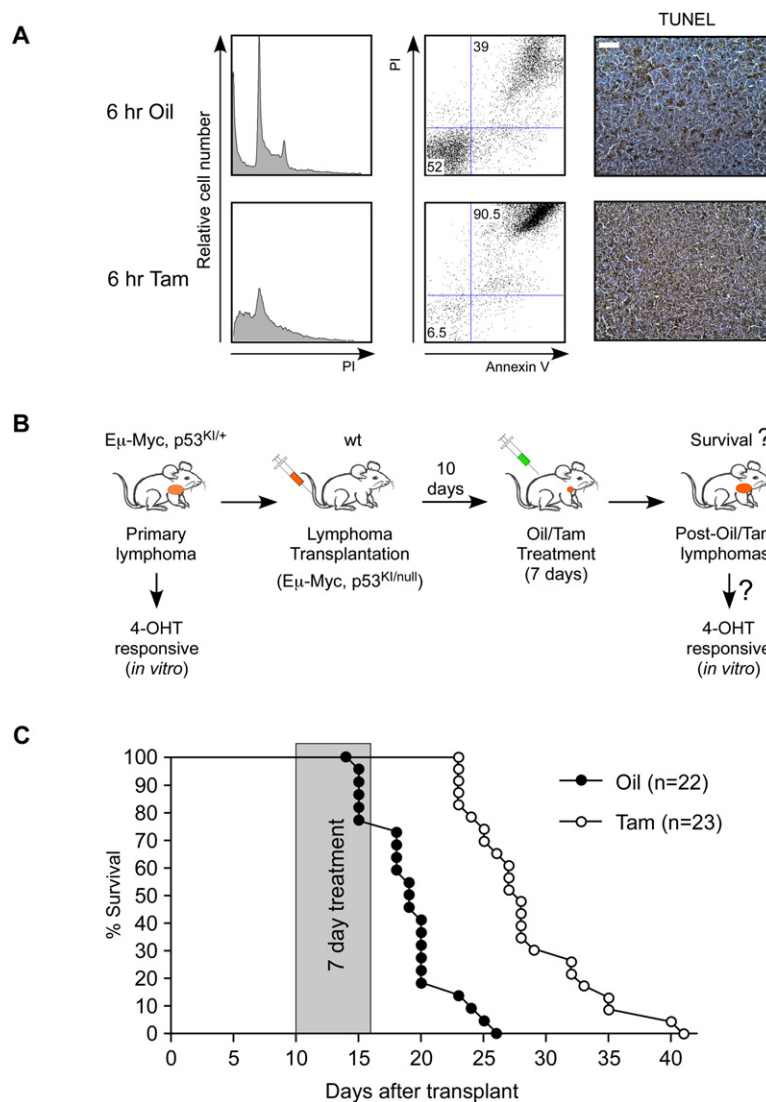 A
TUNEL
6 hr Oil
6 hr Tam
Relative cell number
PI
PI
39
52
90.5
6.5
Annexin V
B
Eμ-Myc, p53KI/+
wt
10
days
Survival ?
Primary
lymphoma
Lymphoma
Transplantation
(Eμ-Myc, p53KI/null)
Oil/Tam
Treatment
(7 days)
Post-Oil/Tam
lymphomas
?
4-OHT
responsive
(in vitro)
4-OHT
responsive
(in vitro)
C
% Survival
100
90
80
70
60
50
40
30
20
10
0
7 day treatment
Oil (n=22)
Tam (n=23)
0 5 10 15 20 25 30 35 40
Days after transplant